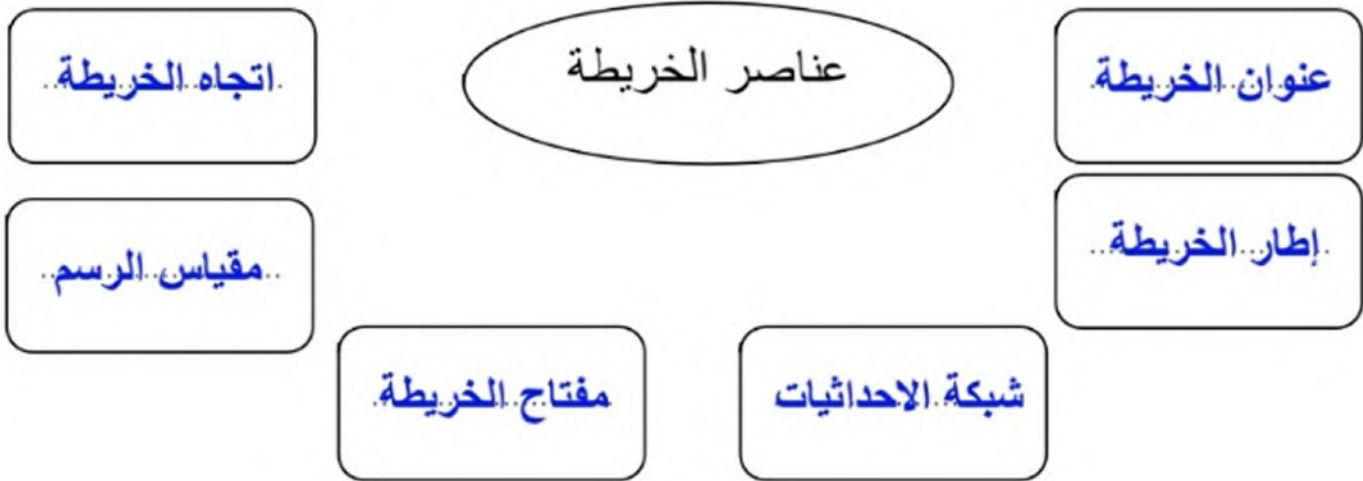 عناصر الخريطة
عنوان الخريطة
اتجاه الخريطة
إطار الخريطة
مقياس الرسم
شبكة الاحداثيات
مفتاح الخريطة